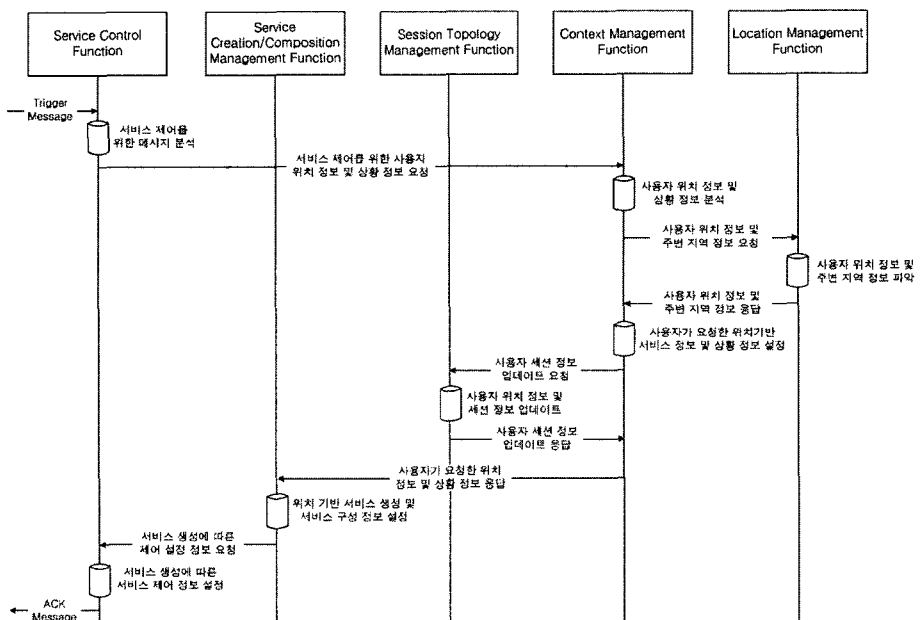 Service Control
Function
Service
Creation/Composition
Management Function
Session Topology
Management Function
Context Management
Function
Location Management
Function
Trigger
Message
서비스 제어를
위한 메시지 분석
서비스 제어를 위한 사용자
위치 정보 및 상황 정보 요청
사용자 위치 정보 및
상황 정보 분석
사용자 위치 정보 및
주변 지역 정보 요청
사용자 위치 정보 및
주변 지역 정보 파악
사용자 위치 정보 및
주변 지역 정보 응답
사용자가 요청한 위치기반
서비스 정보 및 상황 정보 설정
사용자 세션 정보
업데이트 요청
사용자 위치 정보 및
세션 정보 업데이트
사용자 세션 정보
업데이트 응답
사용자가 요청한 위치
정보 및 상황 정보 응답
위치 기반 서비스 생성 및
서비스 구성 정보 설정
서비스 생성에 따른
제어 설정 정보 요청
서비스 생성에 따른
서비스 제어 정보 설정
ACK
Message